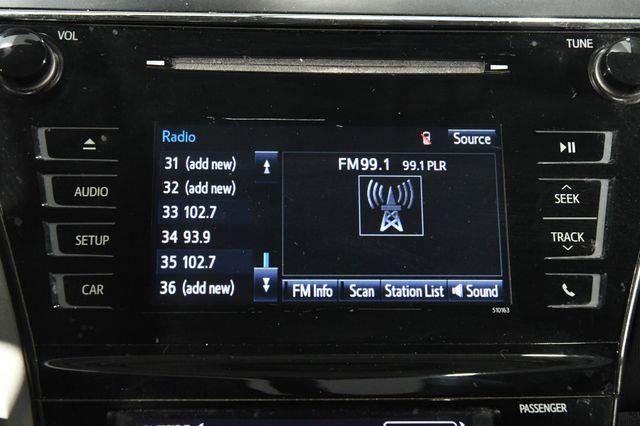 VOL
TUNE
Radio
Source
31 (add new)
FM99.1 99.1 PLR
32 (add new)
33 102.7
34 93.9
35 102.7
36 (add new)
FM Info
Scan
Station List
Sound
510163
AUDIO
SETUP
CAR
SEEK
TRACK
PASSENGER